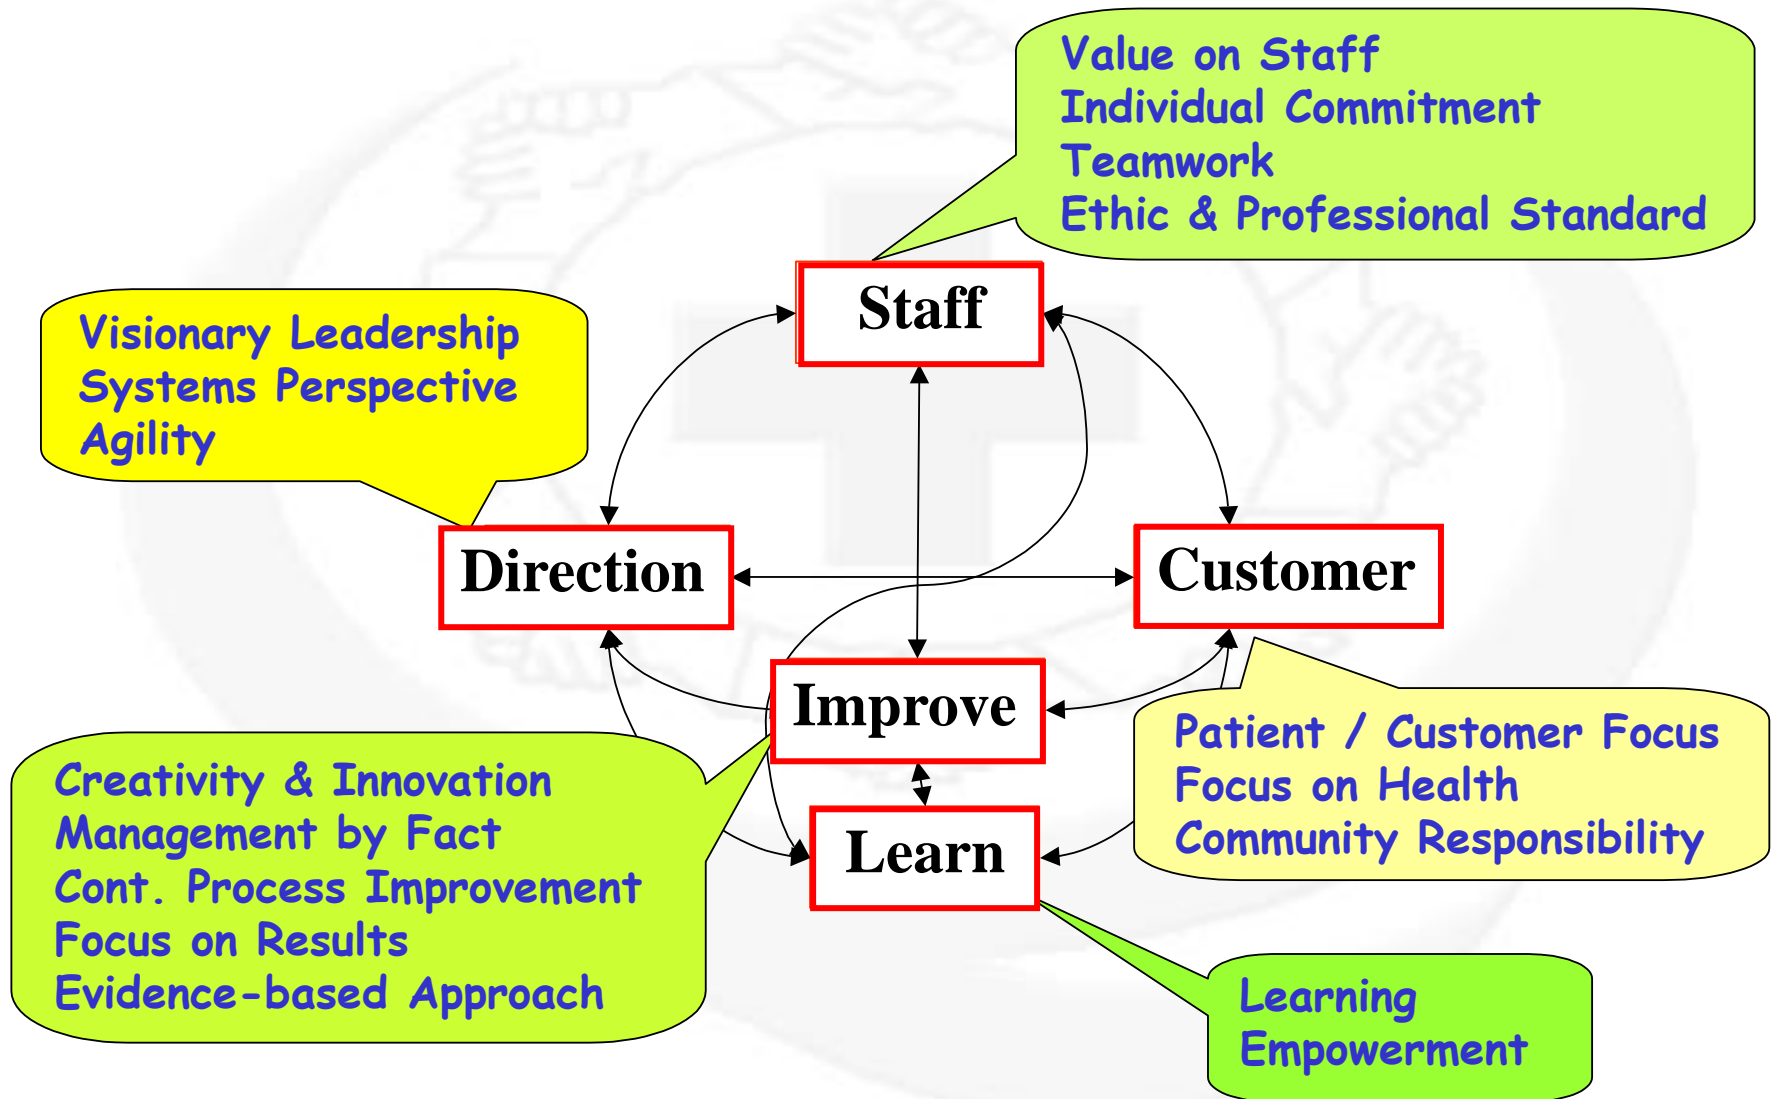 Value on Staff
Individual Commitment
Teamwork
Ethic & Professional Standard
Staff
Visionary Leadership
Systems Perspective
Agility
Direction
Customer
Improve
Patient / Customer Focus
Focus on Health
Community Responsibility
Creativity & Innovation
Management by Fact
Cont. Process Improvement
Focus on Results
Evidence-based Approach
Learn
Learning
Empowerment